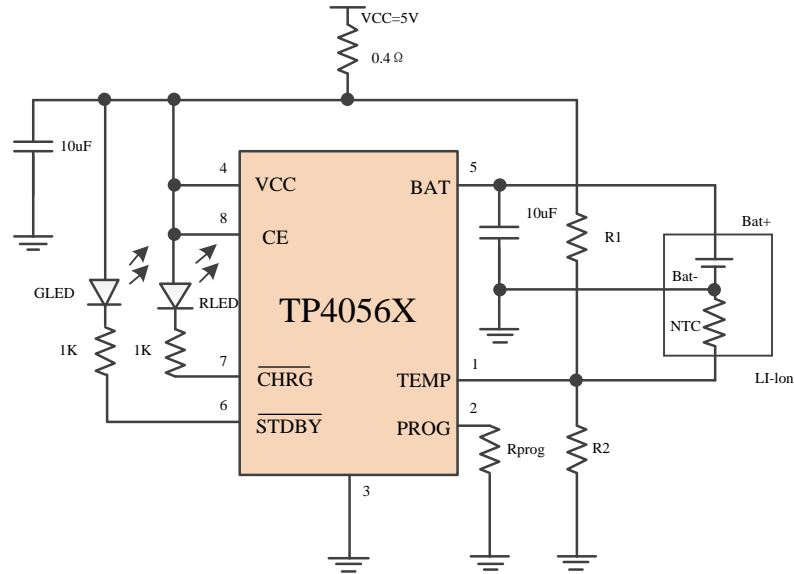 VCC=5V
0.4Ω
10uF
4
VCC
BAT
5
8
CE
10uF
R1
Bat+
Bat-
GLED
RLED
TP4056X
NTC
1K
1K
7
CHRG
TEMP
1
LI-lon
6
STDBY
PROG
2
Rprog
R2
3